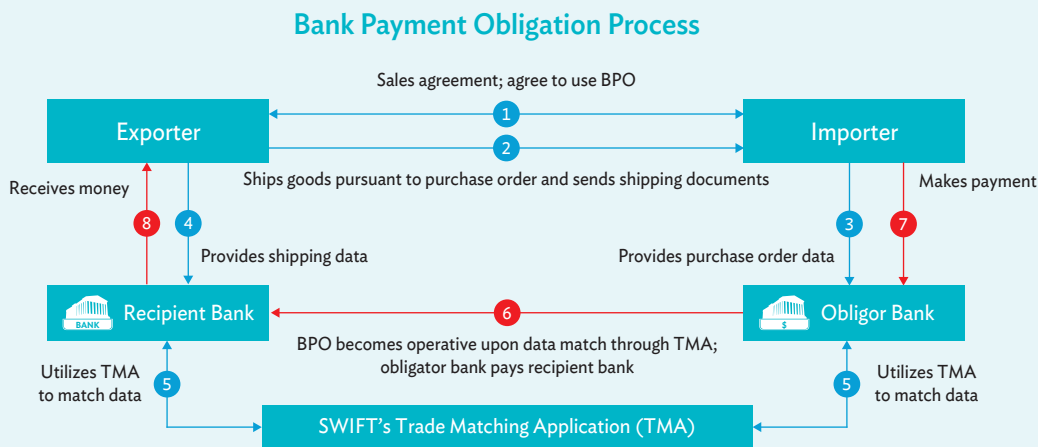 Bank Payment Obligation Process
Sales agreement; agree to use BPO
1
Exporter
Importer
2
Ships goods pursuant to purchase order and sends shipping documents
Receives money
Makes payment
8
4
3
7
Provides shipping data
Provides purchase order data
BANK
Recipient Bank
6
$
Obligor Bank
BPO becomes operative upon data match through TMA;
obligator bank pays recipient bank
Utilizes TMA
to match data
5
5
Utilizes TMA
to match data
SWIFT's Trade Matching Application (TMA)